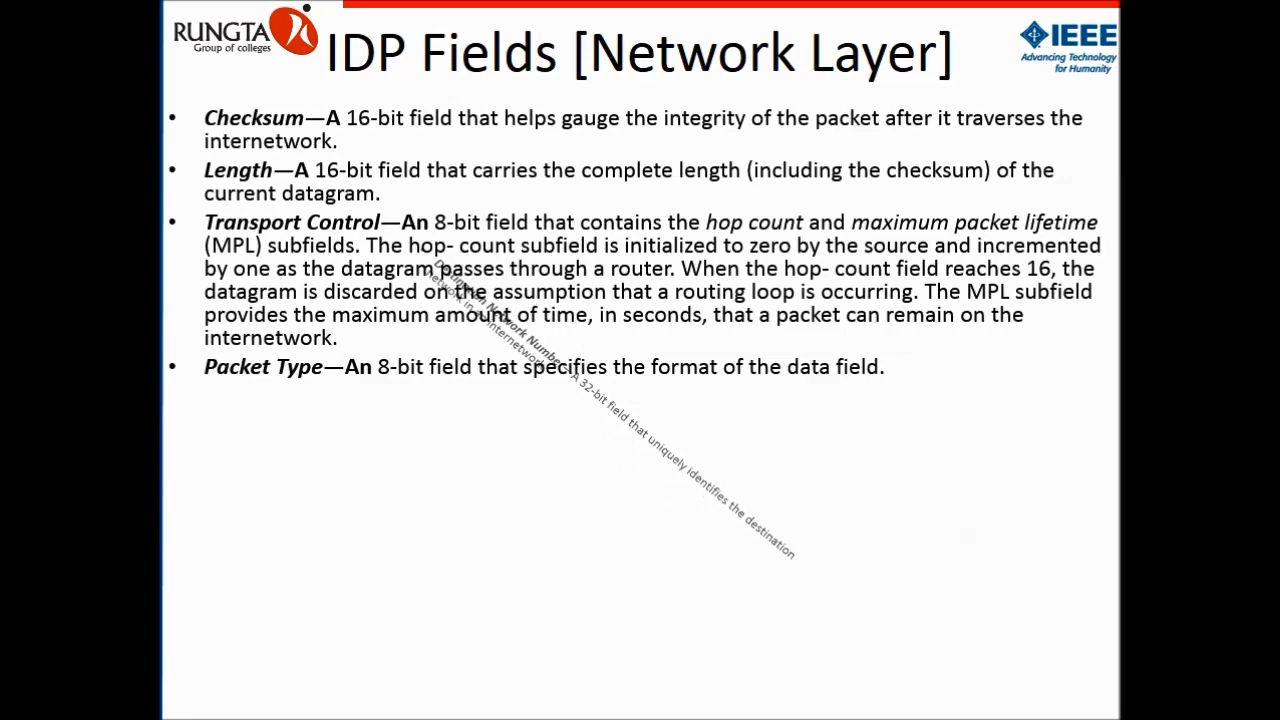 RUNGTA
Group of colleges
IDP Fields [Network Layer]
IEEE
Advancing Technology
for Humanity
• Checksum—A 16-bit field that helps gauge the integrity of the packet after it traverses the
internetwork.
• Length—A 16-bit field that carries the complete length (including the checksum) of the
current datagram.
• Transport Control—An 8-bit field that contains the hop count and maximum packet lifetime
(MPL) subfields. The hop- count subfield is initialized to zero by the source and incremented
by one as the datagram passes through a router. When the hop- count field reaches 16, the
datagram is discarded on the assumption that a routing loop is occurring. The MPL subfield
provides the maximum amount of time, in seconds, that a packet can remain on the
internetwork.
• Packet Type—An 8-bit field that specifies the format of the data field.
Destination Network Number—A 32-bit field that uniquely identifies the destination
network in an internetwork.